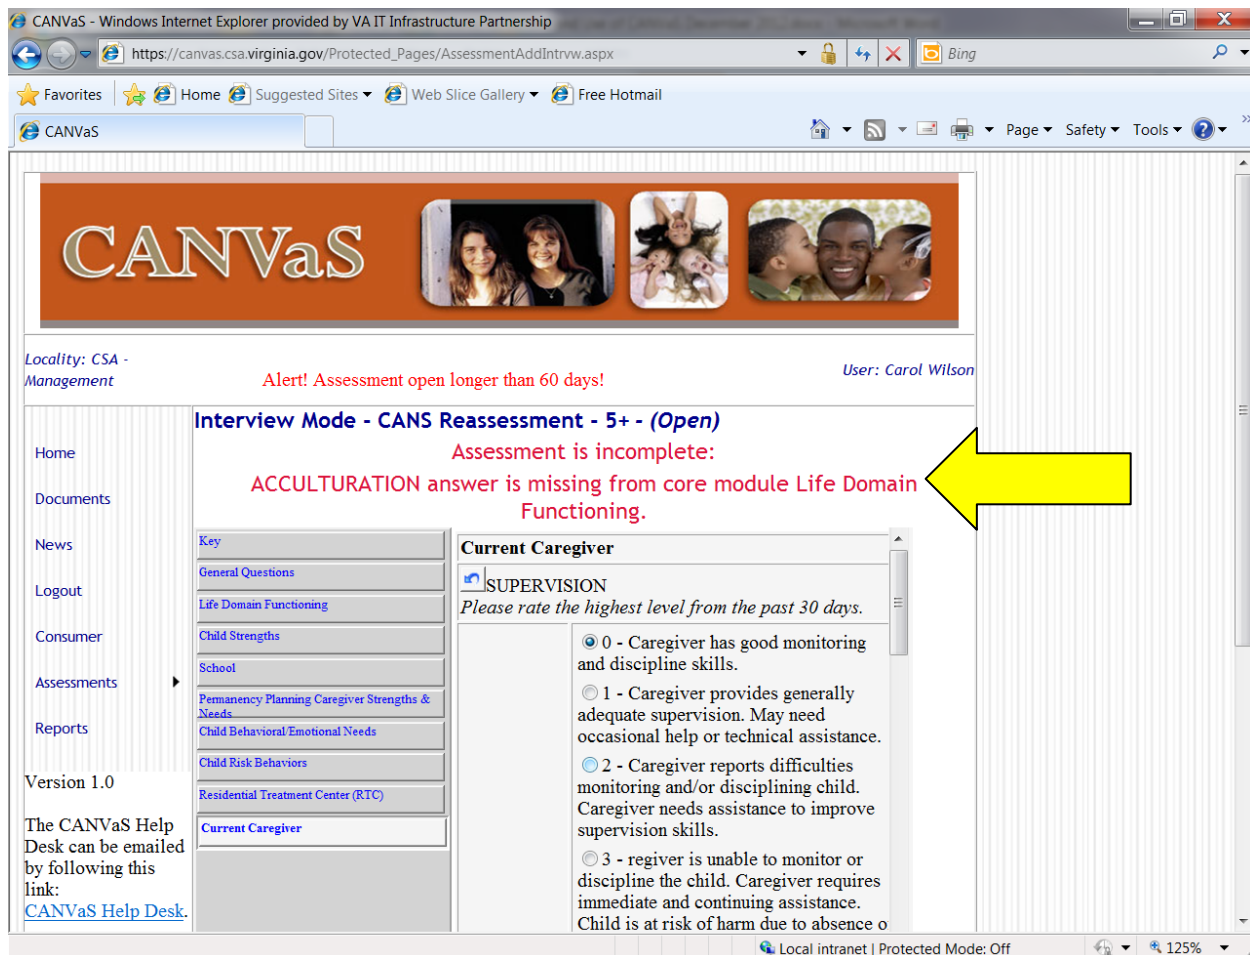 CANVaS - Windows Internet Explorer provided by VA IT Infrastructure Partnership
https://canvas.csa.virginia.gov/Protected_Pages/AssessmentAddIntrvw.aspx
Bing
Favorites
Home
Suggested Sites
Web Slice Gallery
Free Hotmail
CANVaS
Page
Safety
Tools
CANVaS
Locality: CSA -
Management
Alert! Assessment open longer than 60 days!
User: Carol Wilson
Interview Mode - CANS Reassessment - 5+ - (Open)
Assessment is incomplete:
ACCULTURATION answer is missing from core module Life Domain
Functioning.
Home
Documents
News
Logout
Consumer
Assessments
Reports
Version 1.0
The CANVaS Help
Desk can be emailed
by following this
link:
CANVaS Help Desk.
Key
General Questions
Life Domain Functioning
Child Strengths
School
Permanency Planning Caregiver Strengths &
Needs
Child Behavioral/Emotional Needs
Child Risk Behaviors
Residential Treatment Center (RTC)
Current Caregiver
Current Caregiver
SUPERVISION
Please rate the highest level from the past 30 days.
0 - Caregiver has good monitoring
and discipline skills.
1 - Caregiver provides generally
adequate supervision. May need
occasional help or technical assistance.
2 - Caregiver reports difficulties
monitoring and/or disciplining child.
Caregiver needs assistance to improve
supervision skills.
3 - regiver is unable to monitor or
discipline the child. Caregiver requires
immediate and continuing assistance.
Child is at risk of harm due to absence o
Local intranet | Protected Mode: Off
125%